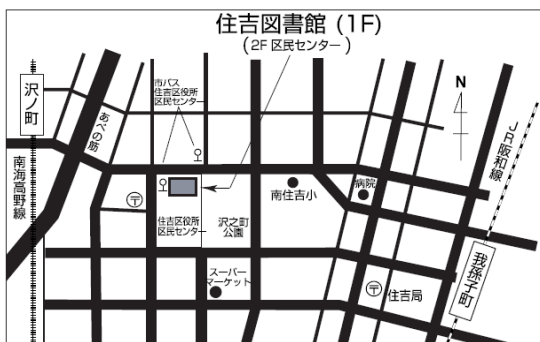 住吉図書館 (1F)
(2F 区民センター)
市バス
住吉区役所
区民センター
N
沢ノ町
あべの筋
JR阪和線
南海高野線
〒
住吉区役所
区民センター
沢之町
公園
南住吉小
病院
スーパー
マーケット
〒
住吉局
我孫子町